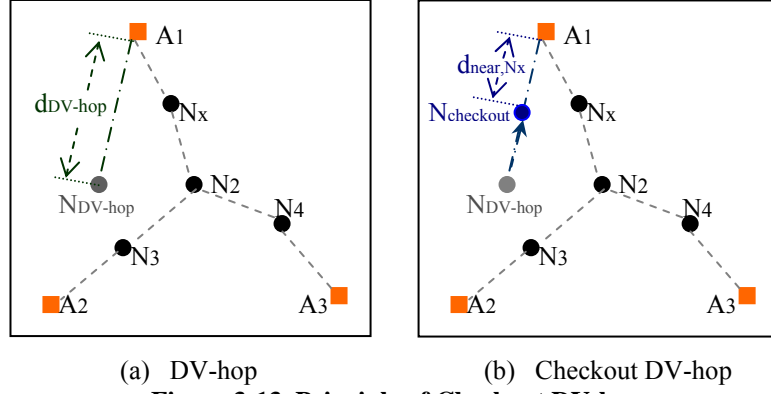 A1
dDV-hop
Nx
NDV-hop
N2
N4
N3
A2
A3
A1
dnear,Nx
Ncheckout
Nx
NDV-hop
N2
N4
N3
A2
A3
(a) DV-hop
(b) Checkout DV-hop